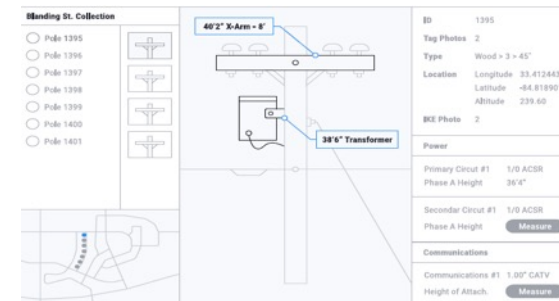 Blanding St. Collection
Pole 1395
Pole 1396
Pole 1397
Pole 1398
Pole 1399
Pole 1400
Pole 1401
40'2" X-Arm - 8'
38'6" Transformer
ID 1395
Tag Photos 2
Type Wood > 3 > 45'
Location Longitude 33.412443
Latitude -84.81890
Altitude 239.60
IKE Photo 2
Power
Primary Circut #1 1/0 ACSR
Phase A Height 36'4"
Secondar Circut #1 1/0 ACSR
Phase A Height Measure
Communications
Communications #1 1.00" CATV
Height of Attach. Measure